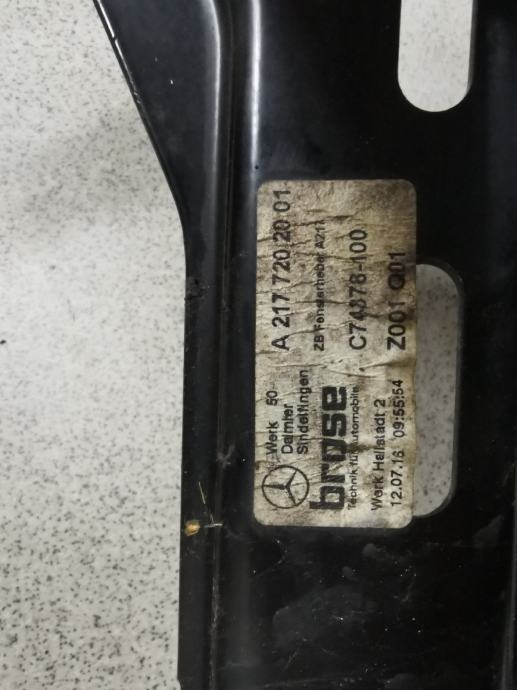 Werk 50
Daimler
Sindelfingen
A 217 720 20 01
ZB Fensterheber A217
brose
Technik für Automobile
C74878-100
Werk Hallstadt 2
12.07.16 09:55:54
Z001 Q01